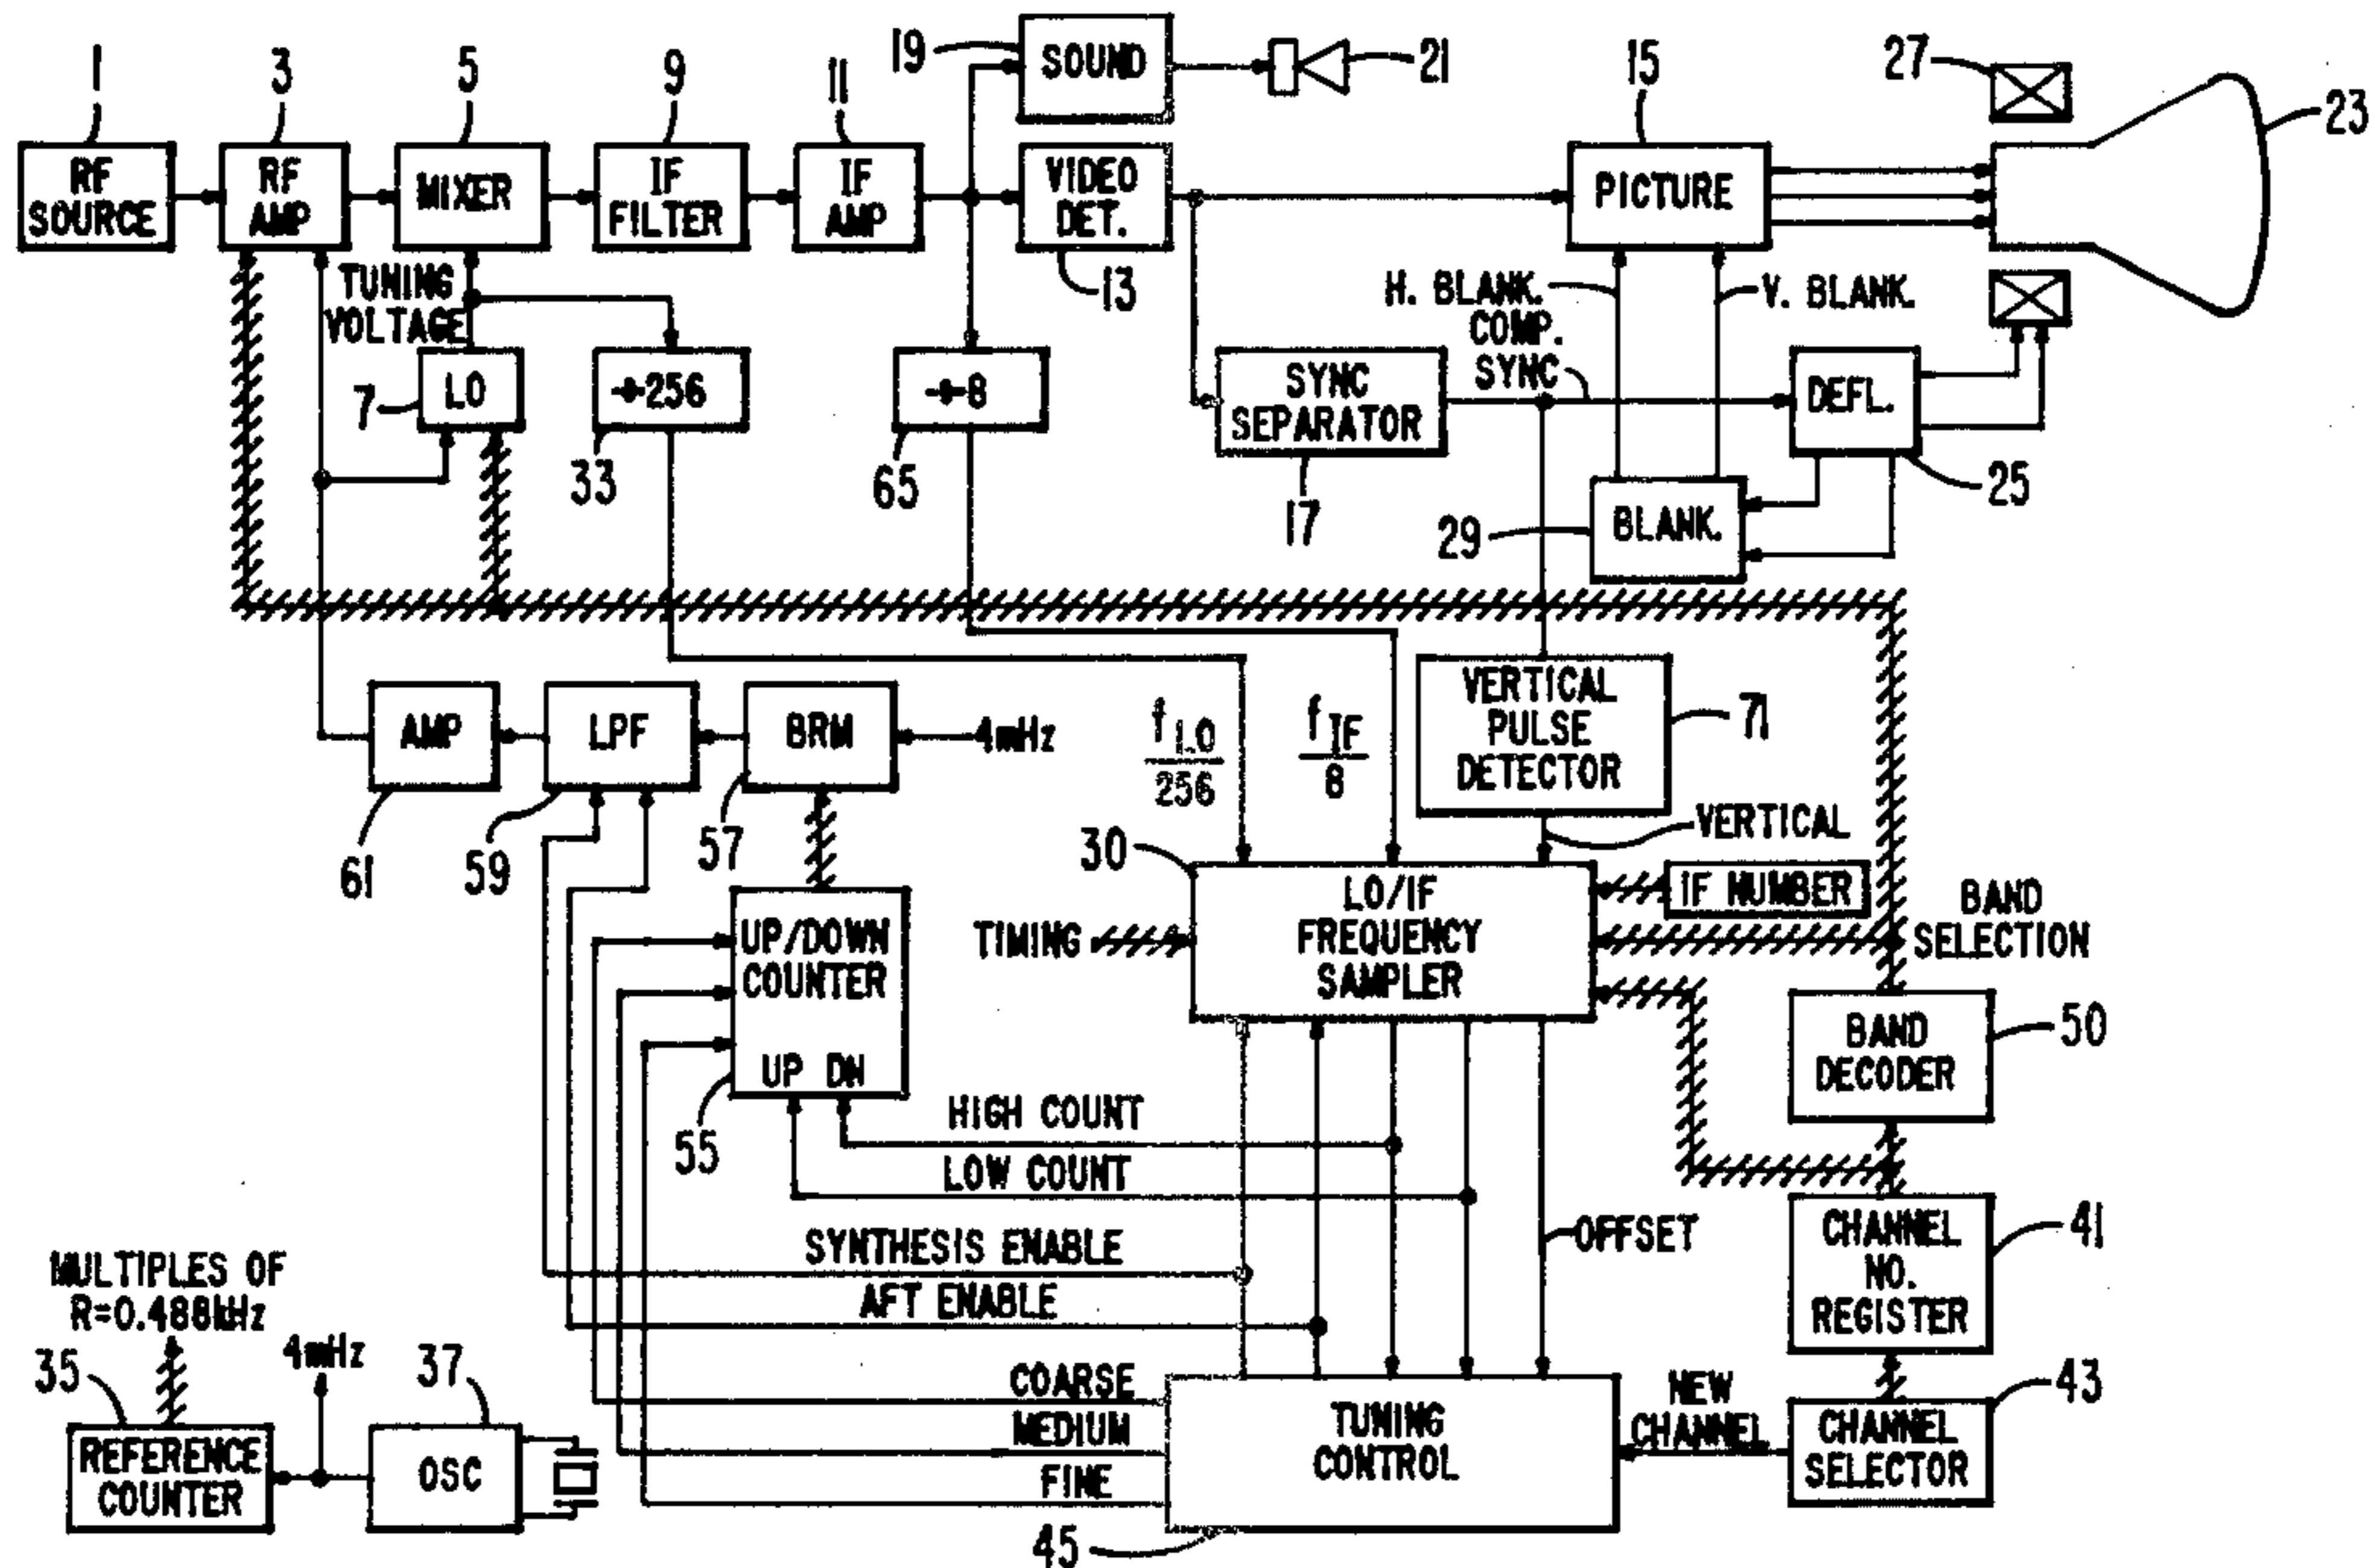 1
3
5
9
11
19
SOUND
21
15
27
23
RF
SOURCE
RF
AMP
MIXER
IF
FILTER
IF
AMP
VIDEO
DET.
13
PICTURE
TUNING
VOLTAGE
H. BLANK.
V. BLANK.
COMP.
SYNC
7
LO
÷256
33
÷8
65
SYNC
SEPARATOR
17
DEFL.
25
29
BLANK.
AMP
61
LPF
59
BRM
57
4mHz
fLO
256
fIF
8
VERTICAL
PULSE
DETECTOR
71
VERTICAL
30
LO/IF
FREQUENCY
SAMPLER
TIMING
IF NUMBER
BAND
SELECTION
UP/DOWN
COUNTER
UP DN
55
BAND
DECODER
50
HIGH COUNT
LOW COUNT
SYNTHESIS ENABLE
AFT ENABLE
OFFSET
CHANNEL
NO.
REGISTER
41
MULTIPLES OF
R=0.488kHz
35
4mHz
37
REFERENCE
COUNTER
OSC
COARSE
MEDIUM
FINE
TUNING
CONTROL
45
NEW
CHANNEL
CHANNEL
SELECTOR
43